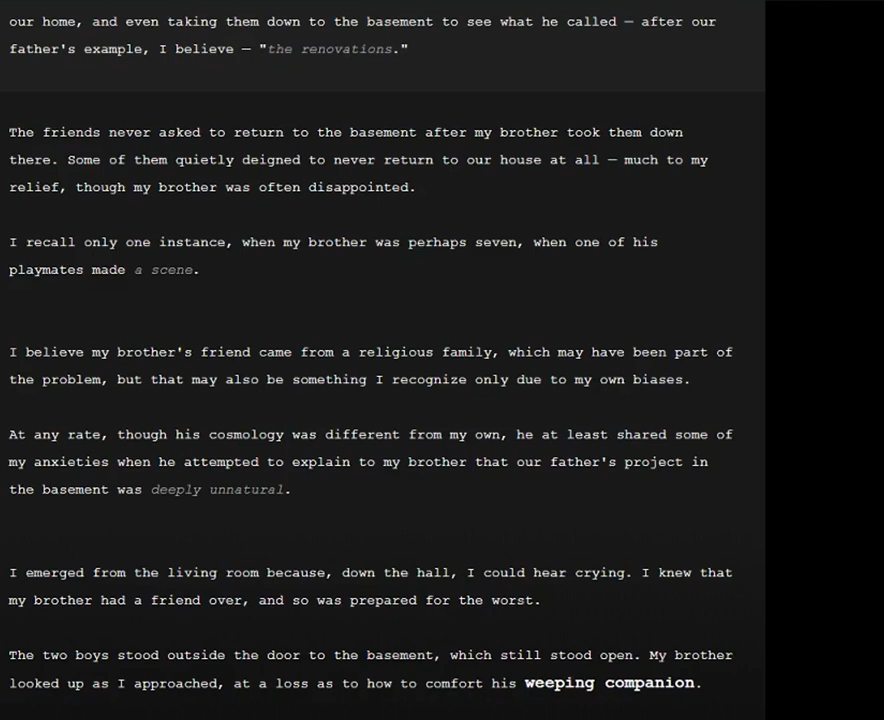 our home, and even taking them down to the basement to see what he called — after our
father's example, I believe — "the renovations."
The friends never asked to return to the basement after my brother took them down
there. Some of them quietly deigned to never return to our house at all — much to my
relief, though my brother was often disappointed.
I recall only one instance, when my brother was perhaps seven, when one of his
playmates made a scene.
I believe my brother's friend came from a religious family, which may have been part of
the problem, but that may also be something I recognize only due to my own biases.
At any rate, though his cosmology was different from my own, he at least shared some of
my anxieties when he attempted to explain to my brother that our father's project in
the basement was deeply unnatural.
I emerged from the living room because, down the hall, I could hear crying. I knew that
my brother had a friend over, and so was prepared for the worst.
The two boys stood outside the door to the basement, which still stood open. My brother
looked up as I approached, at a loss as to how to comfort his weeping companion.